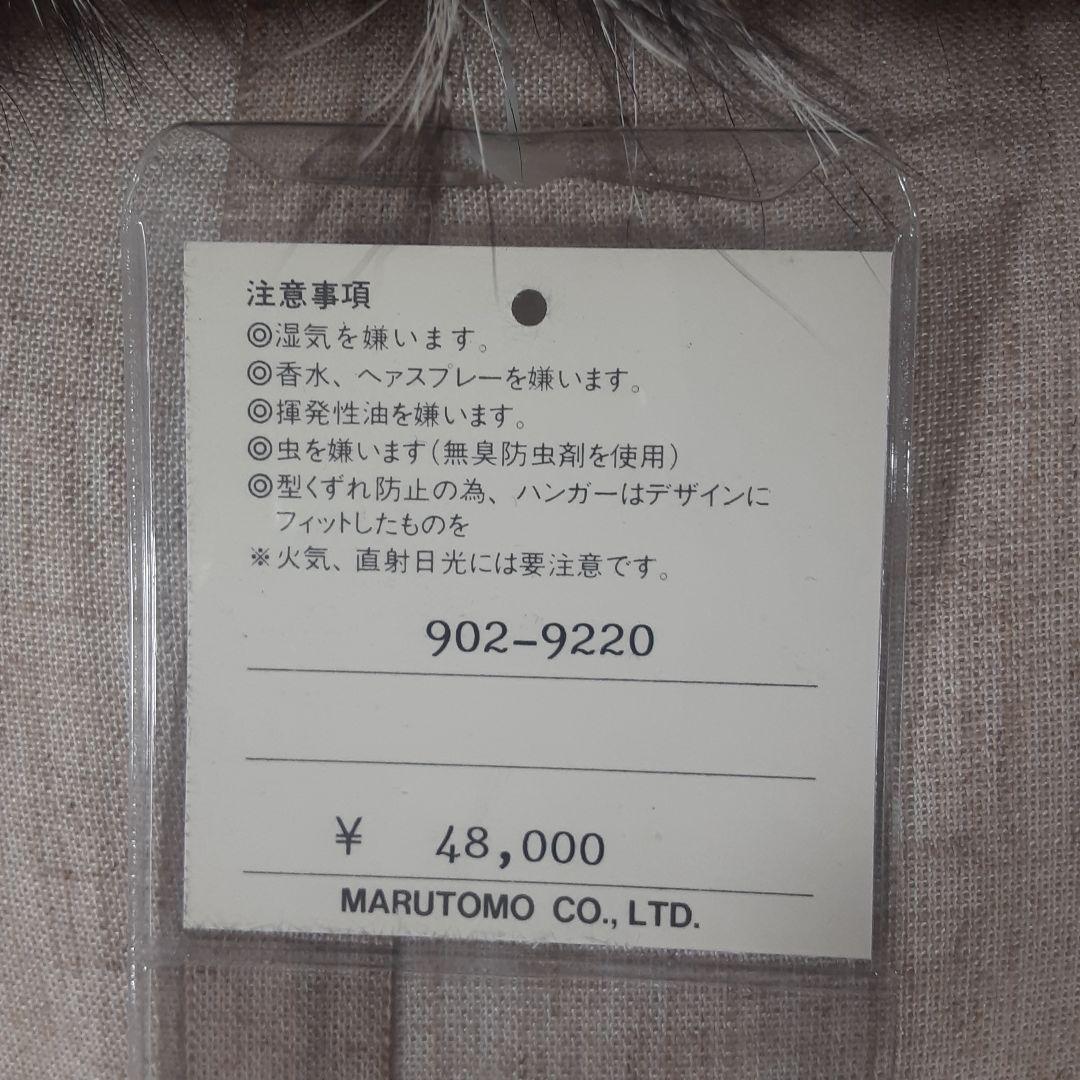 注意事項
◎湿気を嫌います。
◎香水、ヘァスプレーを嫌います。
◎揮発性油を嫌います。
◎虫を嫌います(無臭防虫剤を使用)
◎型くずれ防止の為、ハンガーはデザインに
フィットしたものを
※火気、直射日光には要注意です。
902-9220
¥ 48,000
MARUTOMO CO., LTD.